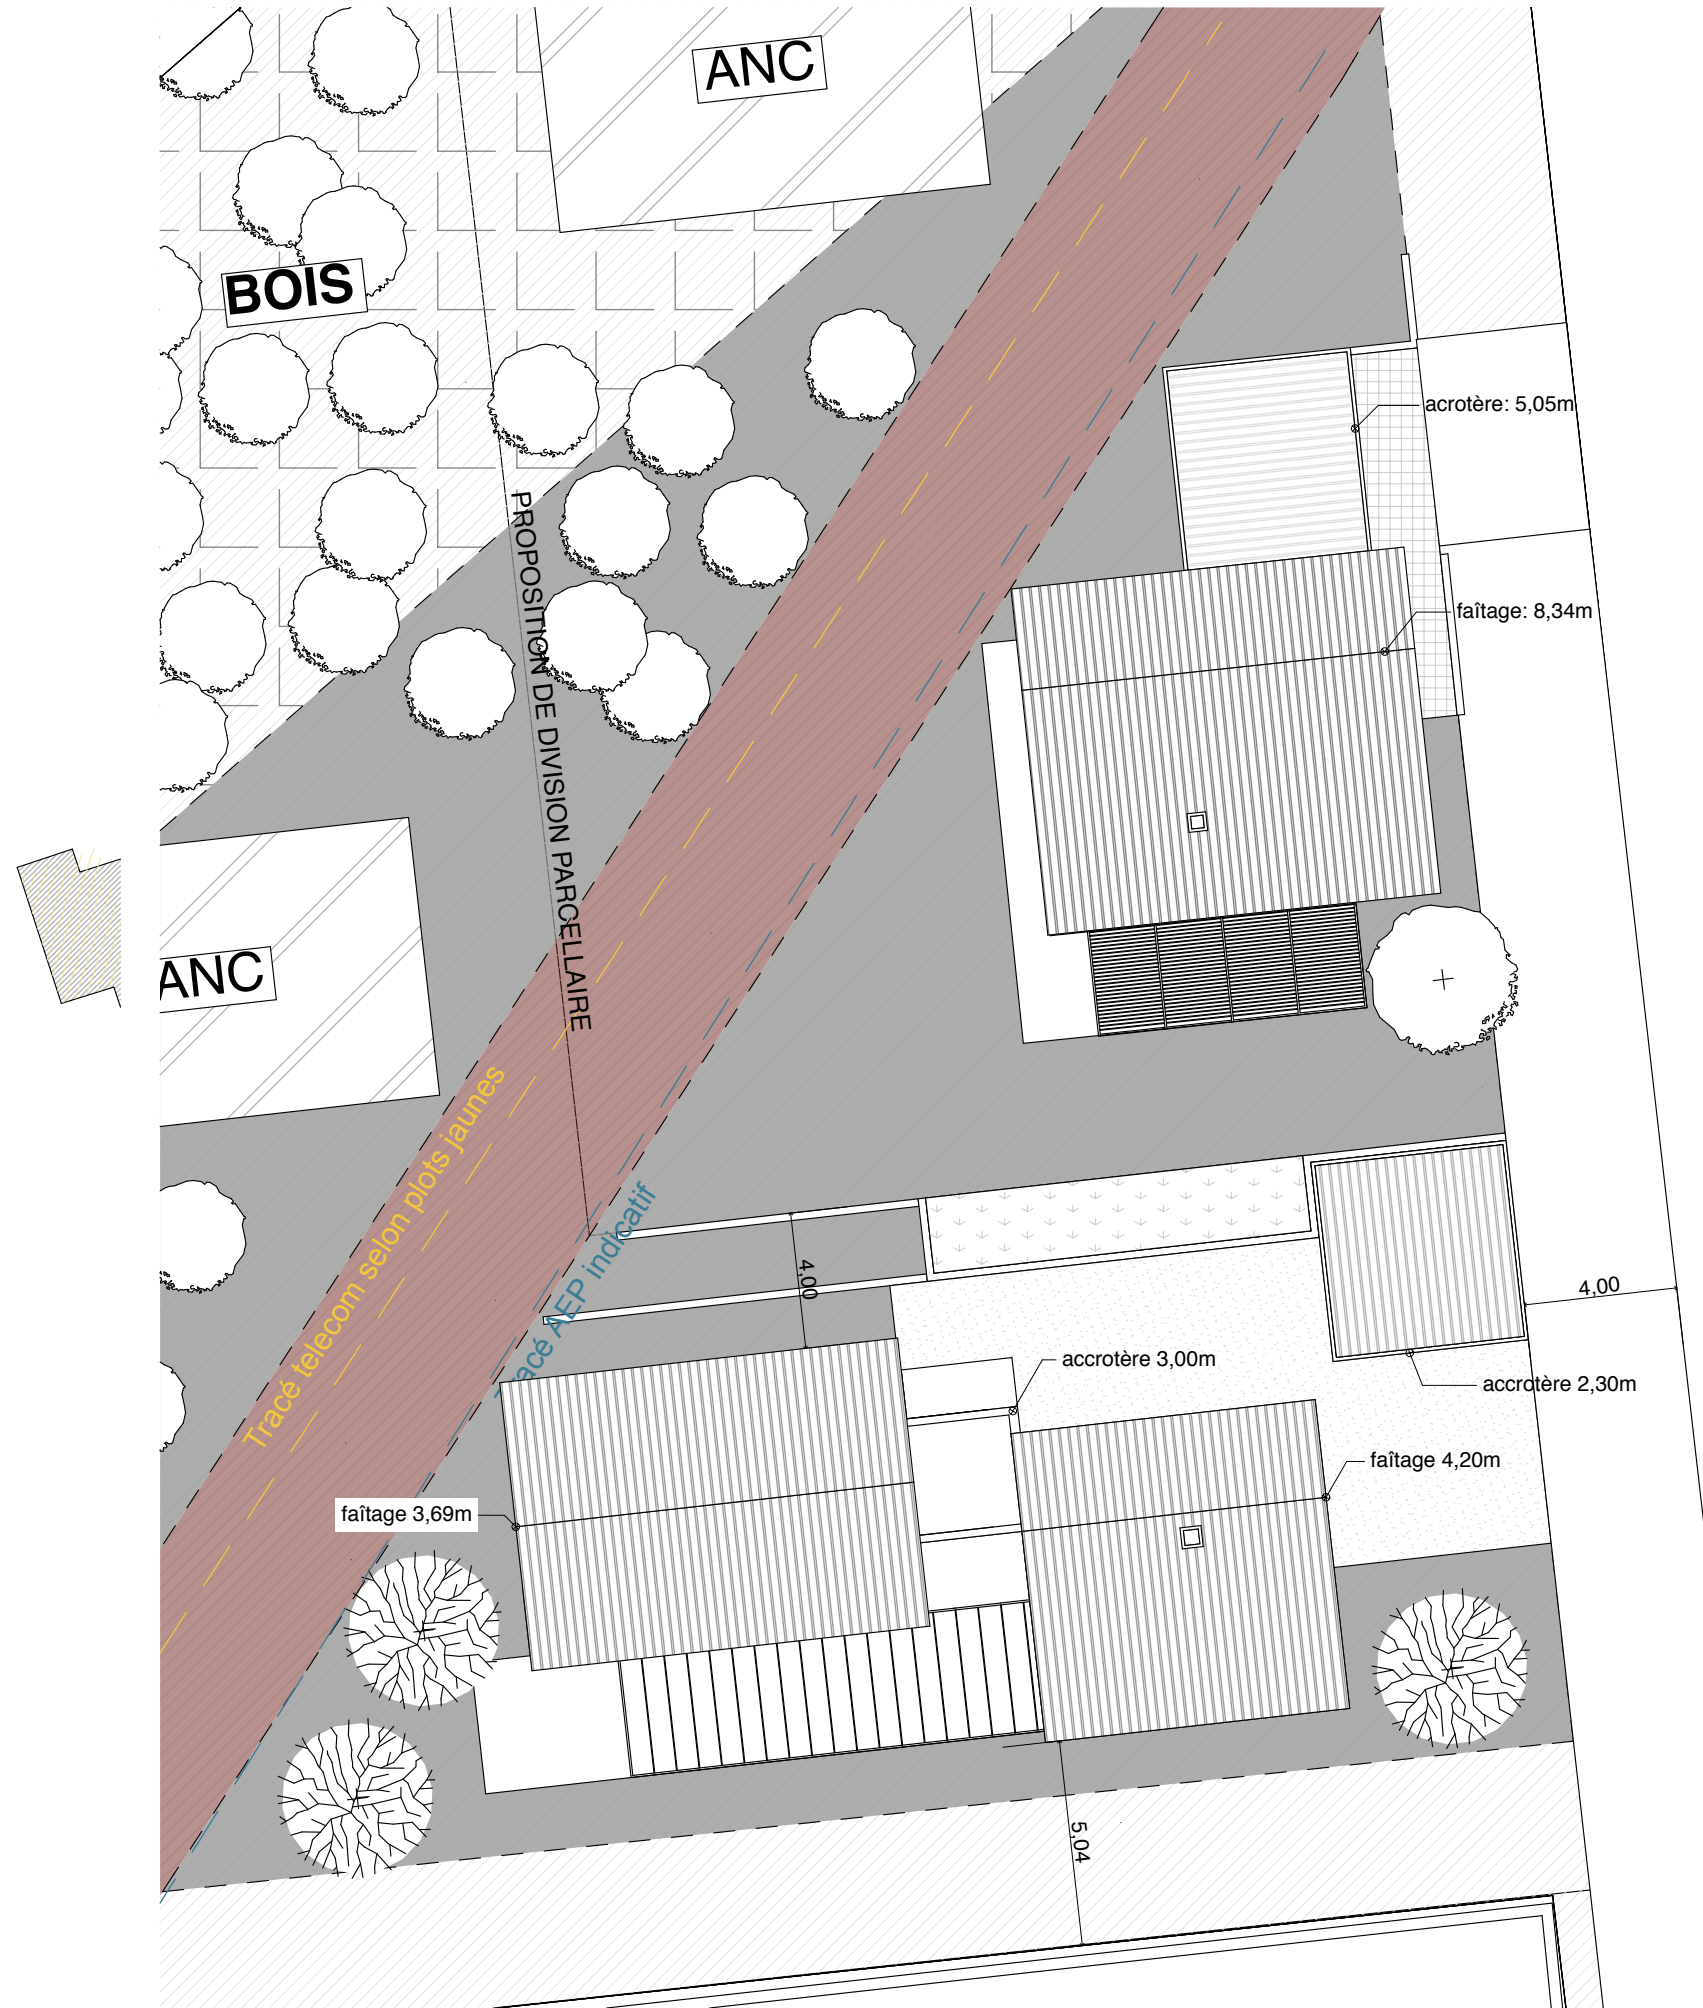 ANC
BOIS
acrotère: 5,05m
PROPOSITION DE DIVISION PARCELLAIRE
faîtage: 8,34m
ANC
Tracé telecom selon plots jaunes
Tracé AEP indicatif
4,00
4,00
accrotère 3,00m
accrotère 2,30m
faîtage 4,20m
faîtage 3,69m
5,04